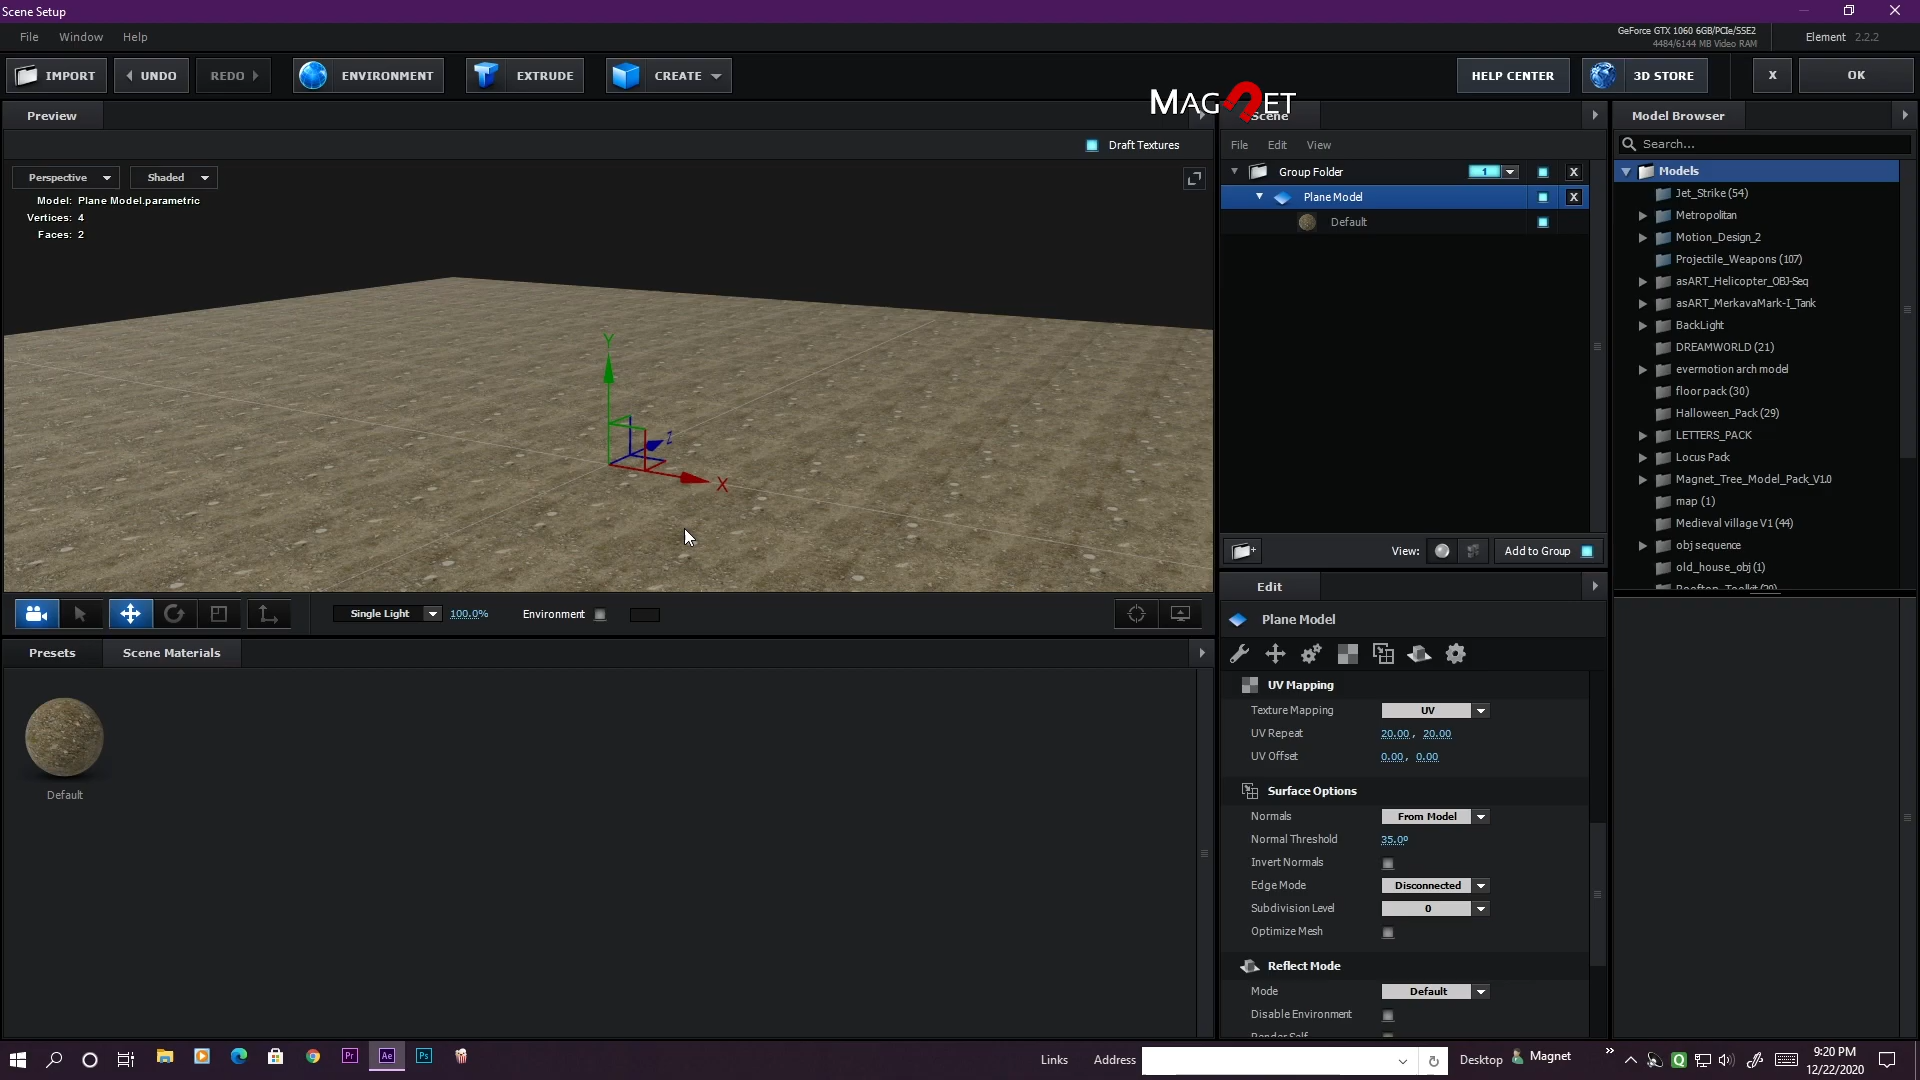 Scene Setup
File Window Help
GeForce GTX 1060 6GB/PCIe/SSE2
4484/6144 MB Video RAM
Element 2.2.2
IMPORT UNDO REDO ENVIRONMENT EXTRUDE CREATE HELP CENTER 3D STORE X OK
MAGNET
Preview
Scene
Model Browser
Draft Textures
File Edit View
Search...
Perspective Shaded
Model: Plane Model.parametric
Vertices: 4
Faces: 2
Group Folder 1 X
Plane Model X
Default
Models
Jet_Strike (54)
Metropolitan
Motion_Design_2
Projectile_Weapons (107)
asART_Helicopter_OBJ-Seq
asART_MerkavaMark-I_Tank
BackLight
DREAMWORLD (21)
evermotion arch model
floor pack (30)
Halloween_Pack (29)
LETTERS_PACK
Locus Pack
Magnet_Tree_Model_Pack_V1.0
map (1)
Medieval village V1 (44)
obj sequence
old_house_obj (1)
Y
Z
X
View: Add to Group
Edit
Plane Model
Single Light 100.0% Environment
Presets Scene Materials
Default
UV Mapping
Texture Mapping UV
UV Repeat 20.00, 20.00
UV Offset 0.00, 0.00
Surface Options
Normals From Model
Normal Threshold 35.0º
Invert Normals
Edge Mode Disconnected
Subdivision Level 0
Optimize Mesh
Reflect Mode
Mode Default
Disable Environment
Render Self
Pr Ae Ps
Links Address Desktop Magnet
9:20 PM
12/22/2020